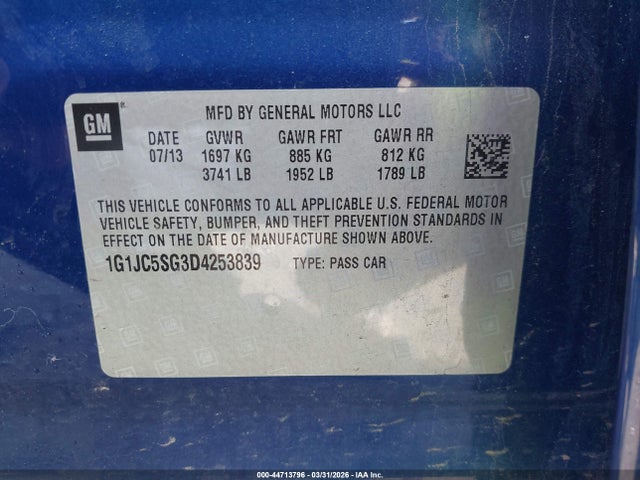 GM
MFD BY GENERAL MOTORS LLC
DATE GVWR GAWR FRT GAWR RR
07/13 1697 KG 885 KG 812 KG
3741 LB 1952 LB 1789 LB
THIS VEHICLE CONFORMS TO ALL APPLICABLE U.S. FEDERAL MOTOR
VEHICLE SAFETY, BUMPER, AND THEFT PREVENTION STANDARDS IN
EFFECT ON THE DATE OF MANUFACTURE SHOWN ABOVE.
1G1JC5SG3D4253839 TYPE: PASS CAR
000-44713796 - 03/31/2026 - IAA Inc.